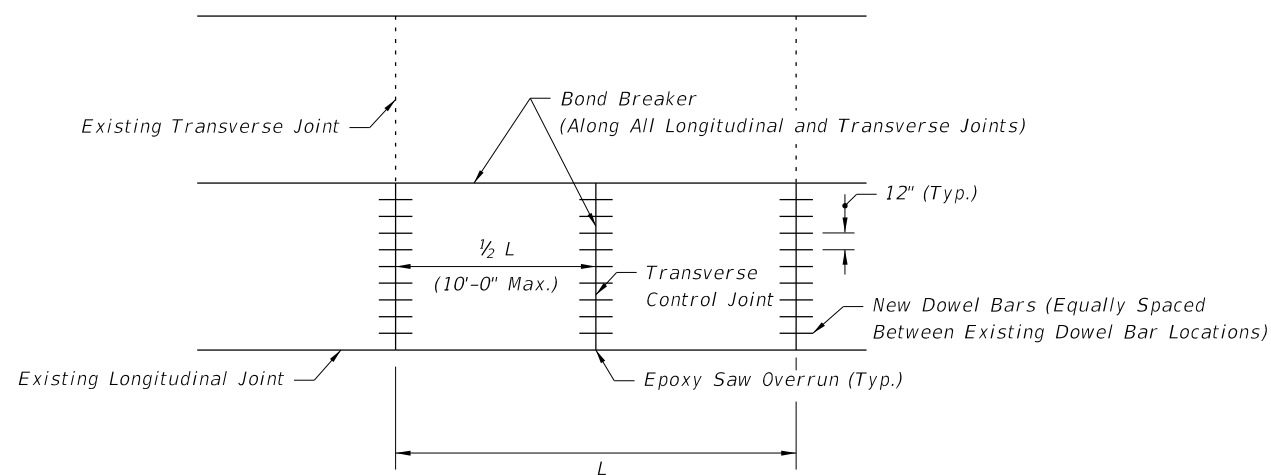 Bond Breaker
(Along All Longitudinal and Transverse Joints)
Existing Transverse Joint
12" (Typ.)
½ L
(10'-0" Max.)
Transverse
Control Joint
New Dowel Bars (Equally Spaced
Between Existing Dowel Bar Locations)
Existing Longitudinal Joint
Epoxy Saw Overrun (Typ.)
L